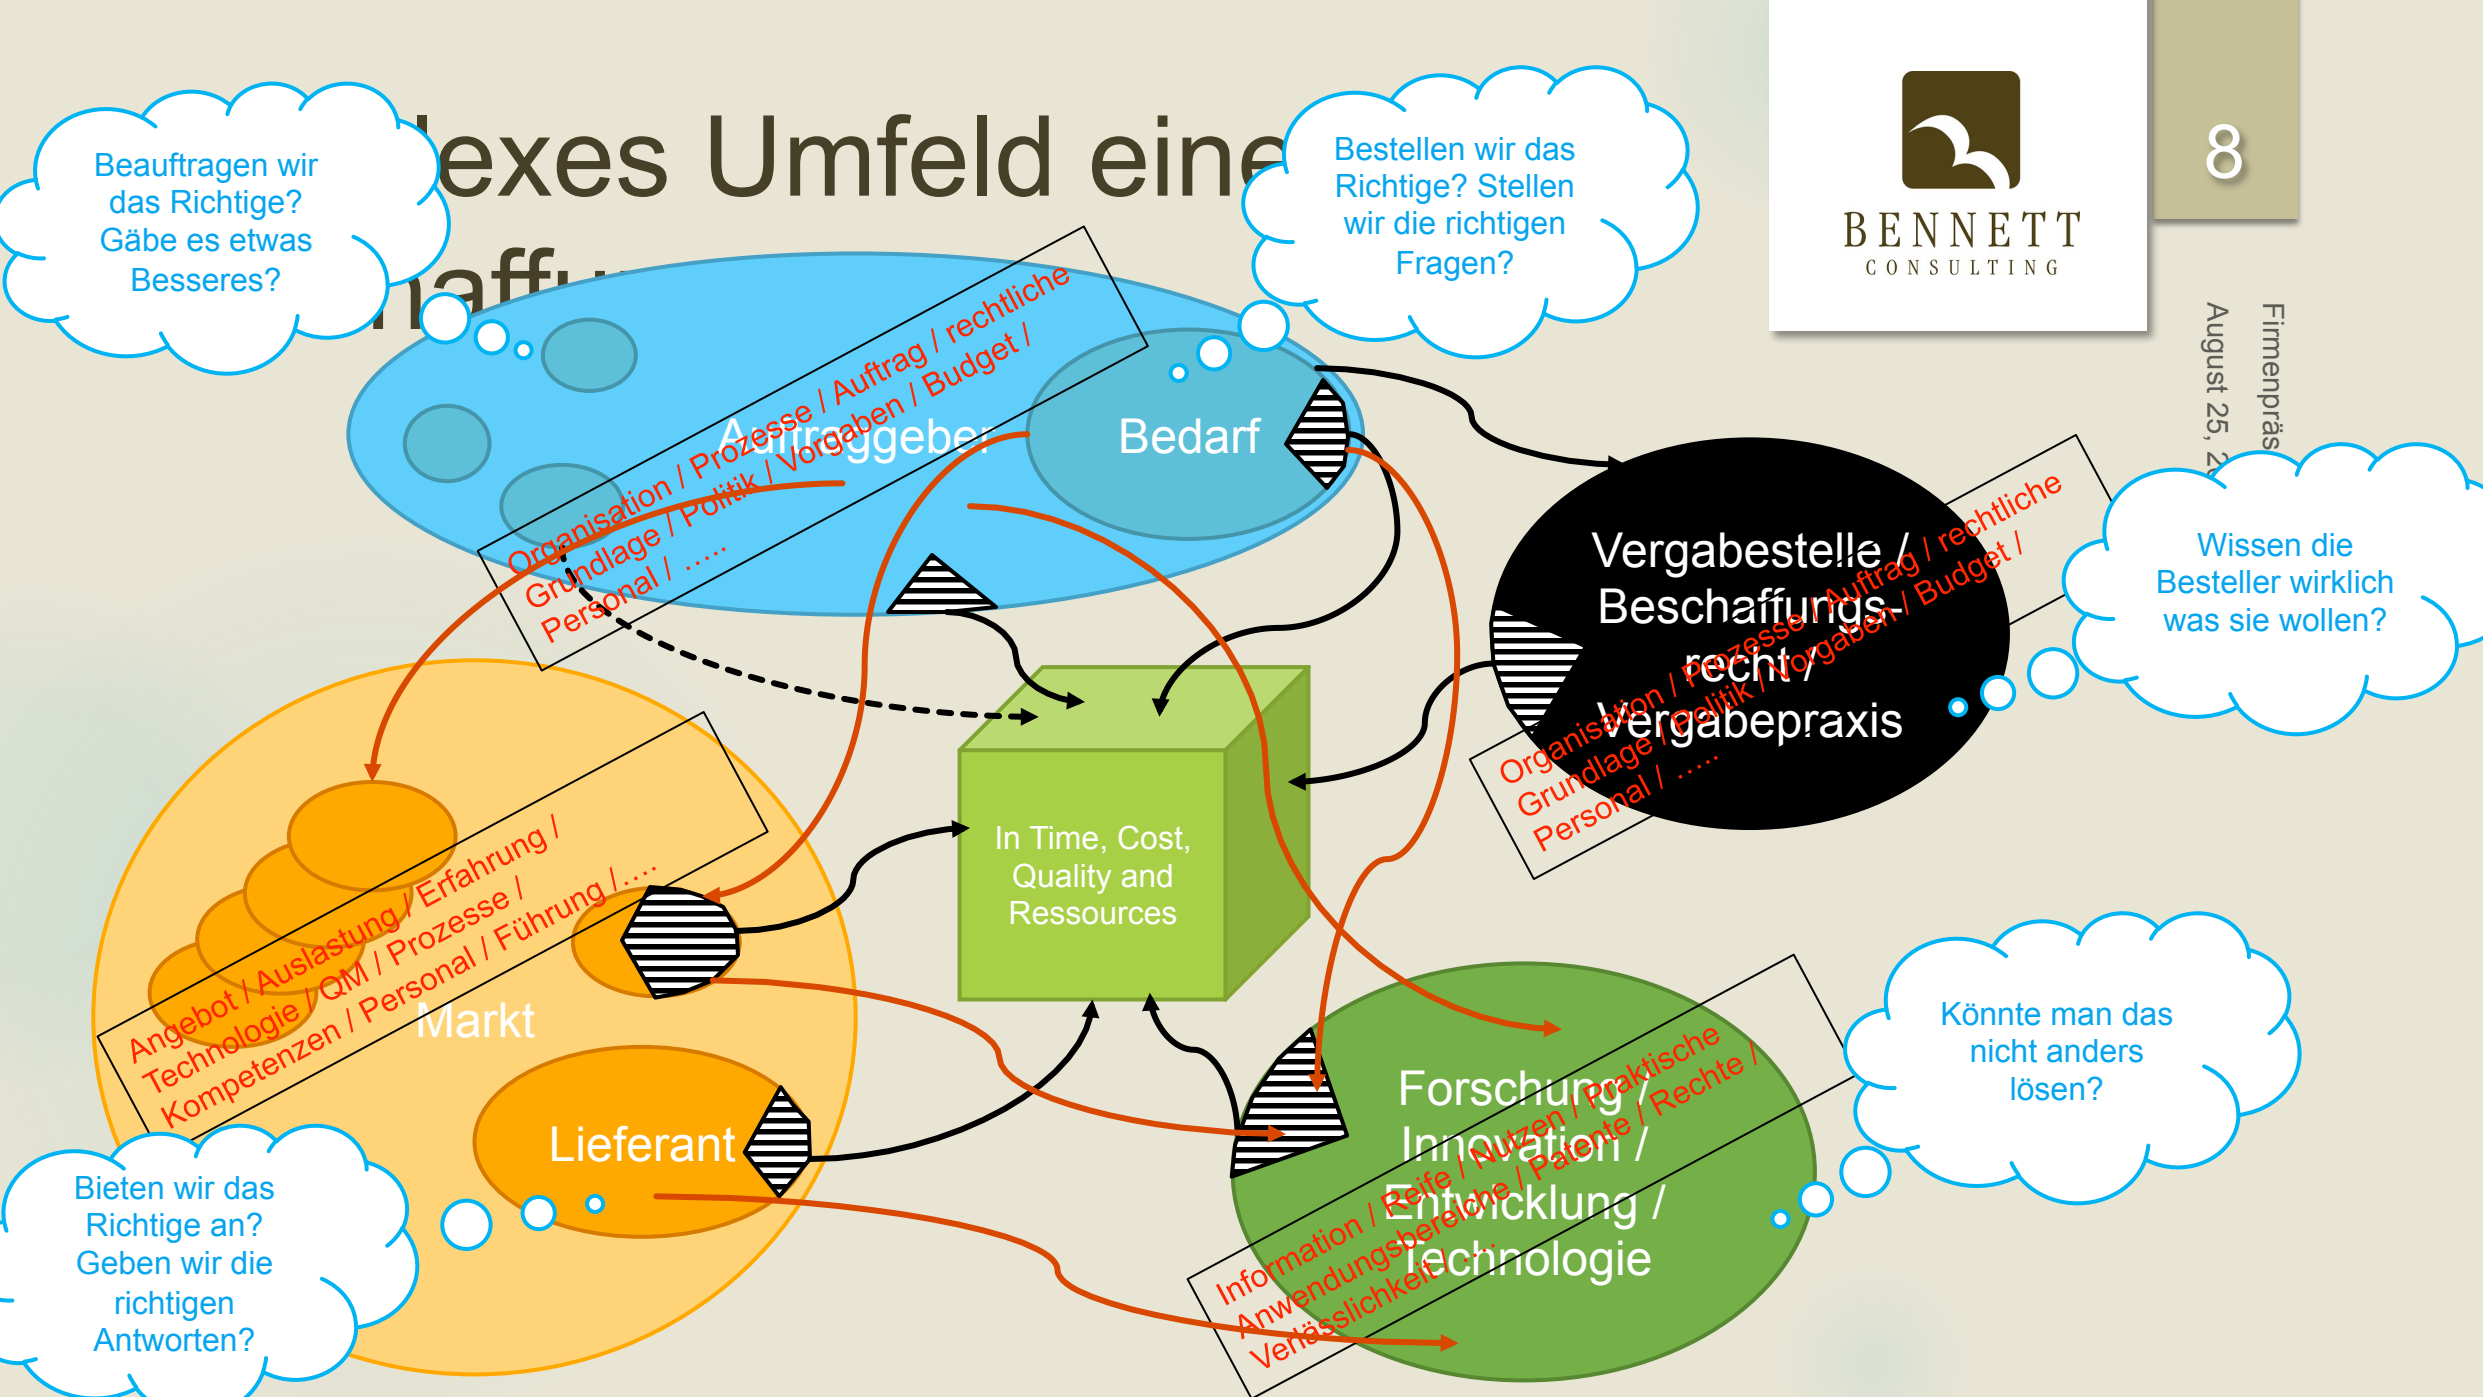 exes Umfeld eine
affu
Beauftragen wir
das Richtige?
Gäbe es etwas
Besseres?
Bestellen wir das
Richtige? Stellen
wir die richtigen
Fragen?
BENNETT
CONSULTING
8
Firmenpräs
August 25, 2
Auftraggeber
Bedarf
Organisation / Prozesse / Auftrag / rechtliche
Grundlage / Politik / Vorgaben / Budget /
Personal / …..
Vergabestelle /
Beschaffungs-
recht /
Vergabepraxis
Organisation / Prozesse / Auftrag / rechtliche
Grundlage / Politik / Vorgaben / Budget /
Personal / …..
Wissen die
Besteller wirklich
was sie wollen?
In Time, Cost,
Quality and
Ressources
Angebot / Auslastung / Erfahrung /
Technologie / QM / Prozesse /
Kompetenzen / Personal / Führung /….
Markt
Lieferant
Bieten wir das
Richtige an?
Geben wir die
richtigen
Antworten?
Forschung /
Innovation /
Entwicklung /
Technologie
Information / Reife / Nutzen / Praktische
Anwendungsbereiche / Patente / Rechte /
Verlässlichkeit / ….
Könnte man das
nicht anders
lösen?